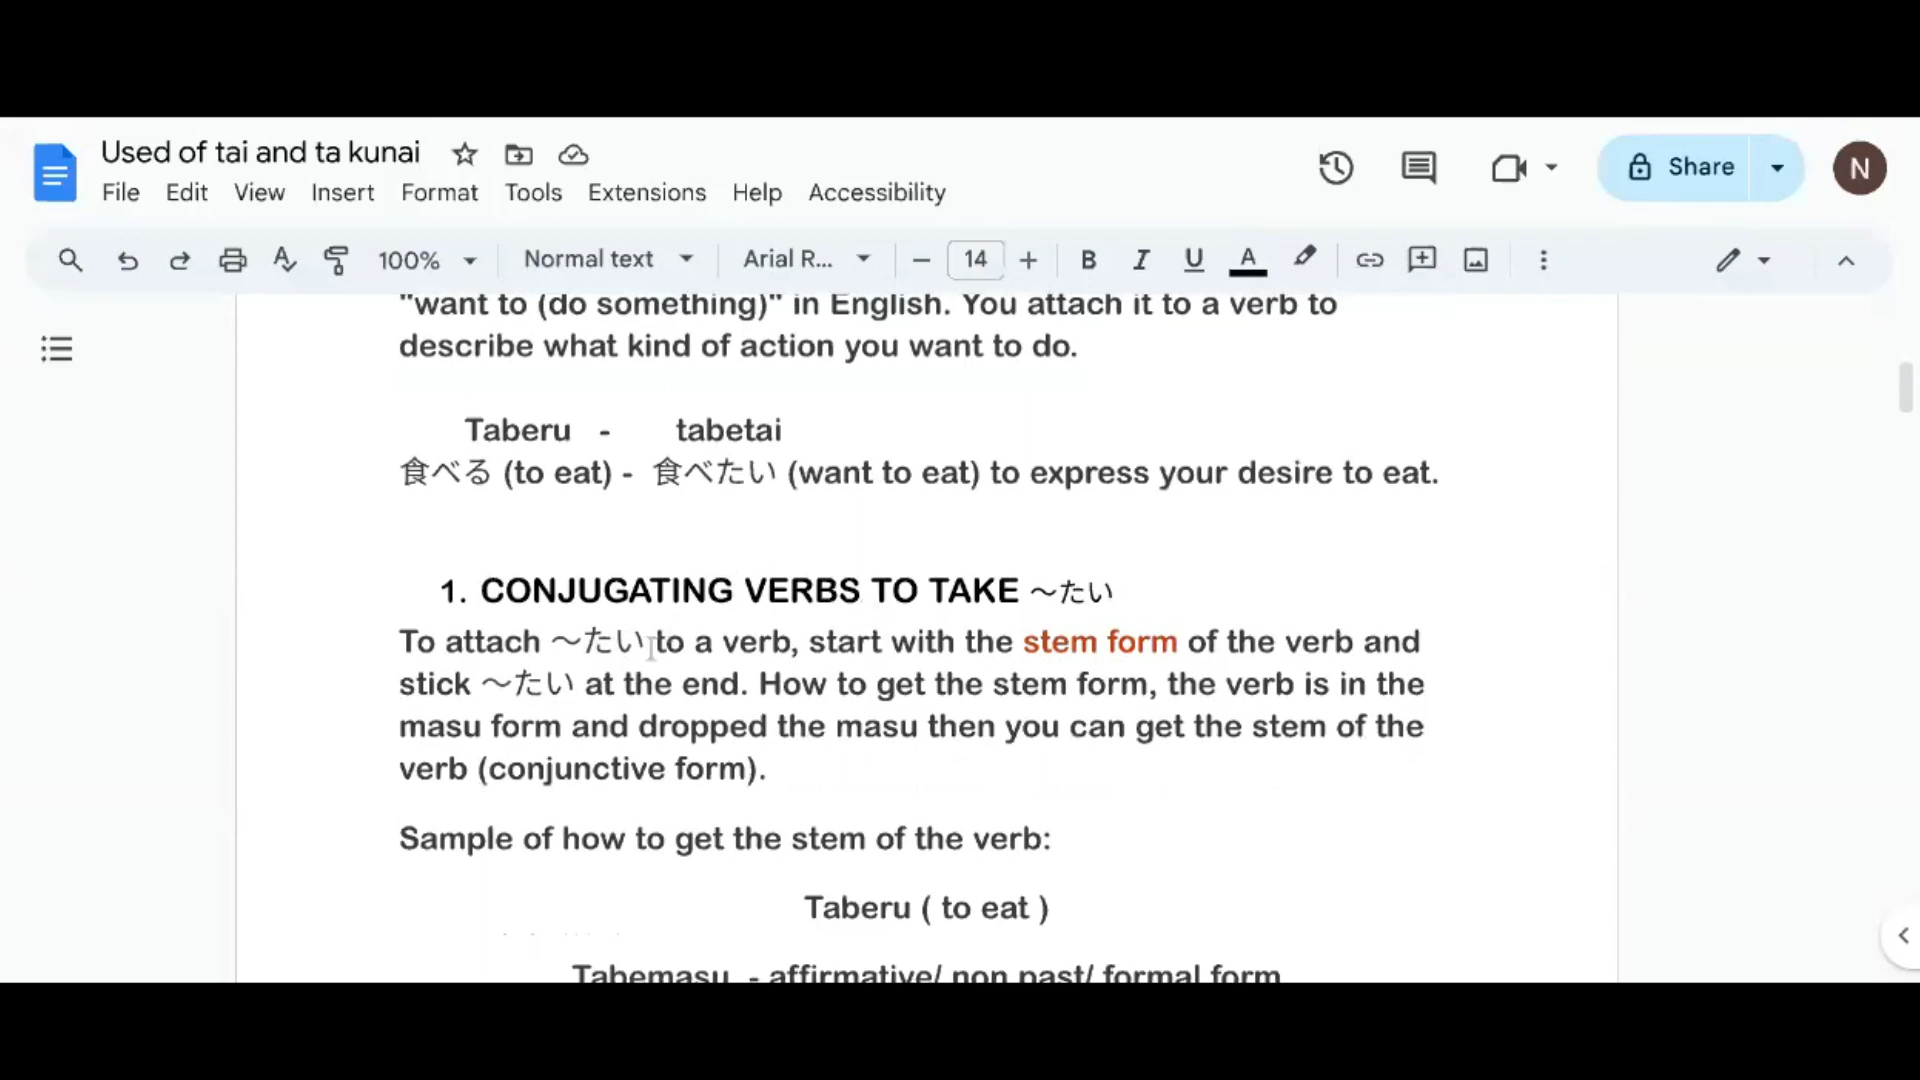 Used of tai and ta kunai
File Edit View Insert Format Tools Extensions Help Accessibility
Share
N
100% Normal text Arial R... 14 B I U A
"want to (do something)" in English. You attach it to a verb to
describe what kind of action you want to do.
Taberu - tabetai
食べる (to eat) - 食べたい (want to eat) to express your desire to eat.
1. CONJUGATING VERBS TO TAKE ～たい
To attach ～たい to a verb, start with the stem form of the verb and
stick ～たい at the end. How to get the stem form, the verb is in the
masu form and dropped the masu then you can get the stem of the
verb (conjunctive form).
Sample of how to get the stem of the verb:
Taberu ( to eat )
Tabemasu - affirmative/ non past/ formal form